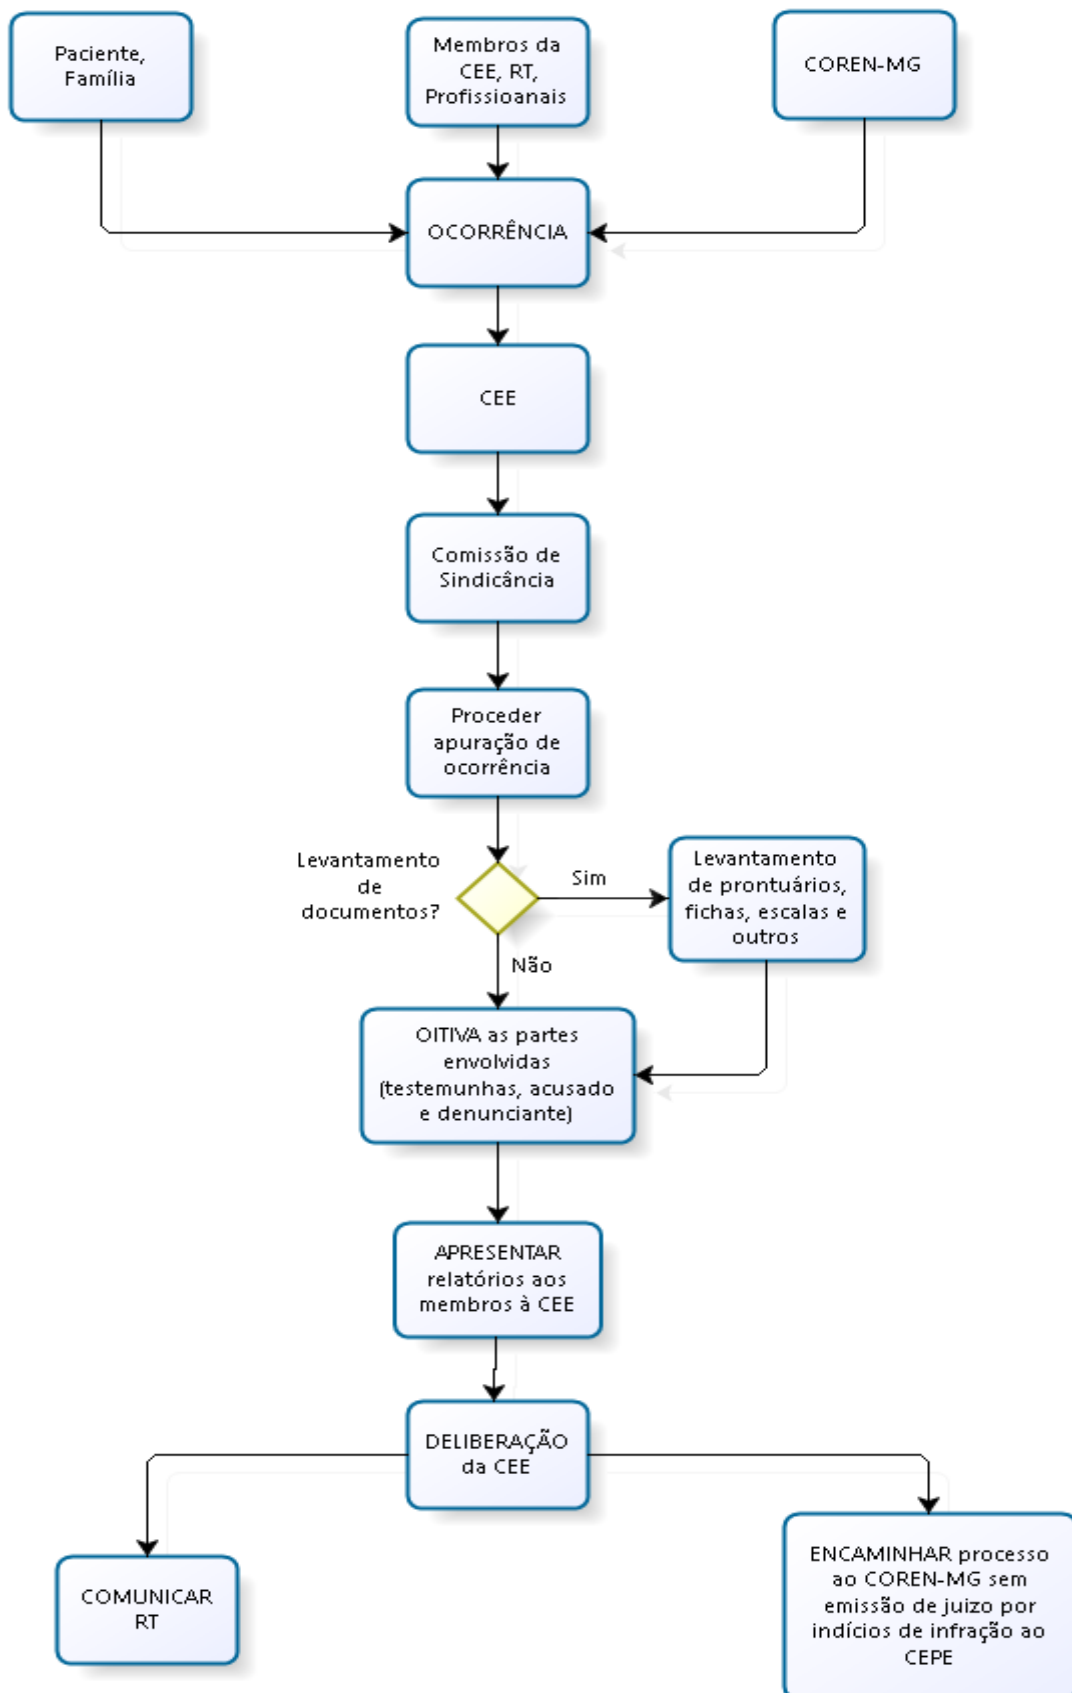 Paciente,
Família
Membros da
CEE, RT,
Profissioanais
COREN-MG
OCORRÊNCIA
CEE
Comissão de
Sindicância
Proceder
apuração de
ocorrência
Levantamento
de
documentos?
Sim
Levantamento
de prontuários,
fichas, escalas e
outros
Não
OITIVA as partes
envolvidas
(testemunhas, acusado
e denunciante)
APRESENTAR
relatórios aos
membros à CEE
DELIBERAÇÃO
da CEE
COMUNICAR
RT
ENCAMINHAR processo
ao COREN-MG sem
emissão de juizo por
indícios de infração ao
CEPE